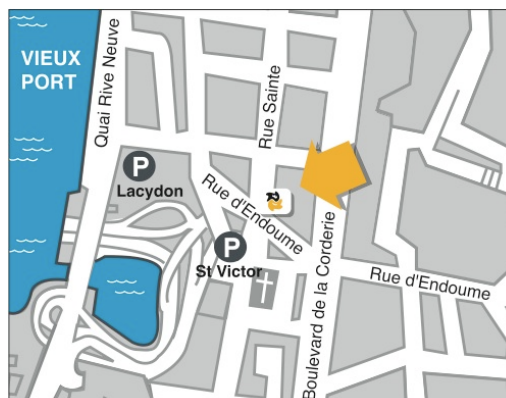 VIEUX
PORT
Quai Rive Neuve
Rue Sainte
P
Lacydon
Rue d'Endoume
P
St Victor
Boulevard de la Corderie
Rue d'Endoume